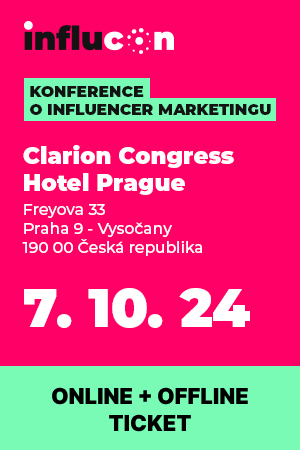 influcon
KONFERENCE
O INFLUENCER MARKETINGU
Clarion Congress
Hotel Prague
Freyova 33
Praha 9 - Vysočany
190 00 Česká republika
7. 10. 24
ONLINE + OFFLINE
TICKET